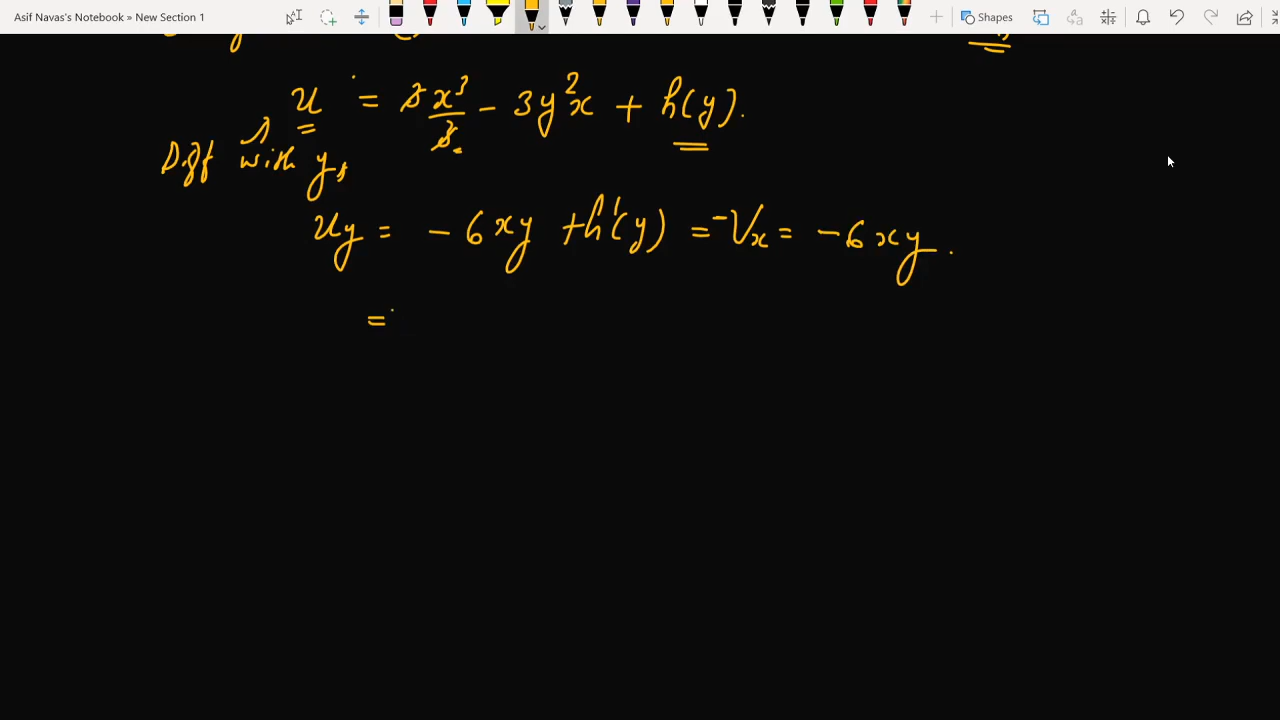 Asif Navas's Notebook » New Section 1
Shapes
u = 3x³/3 - 3y²x + h(y).
Diff with y,
uy = -6xy + h'(y) = -Vx = -6xy.
=